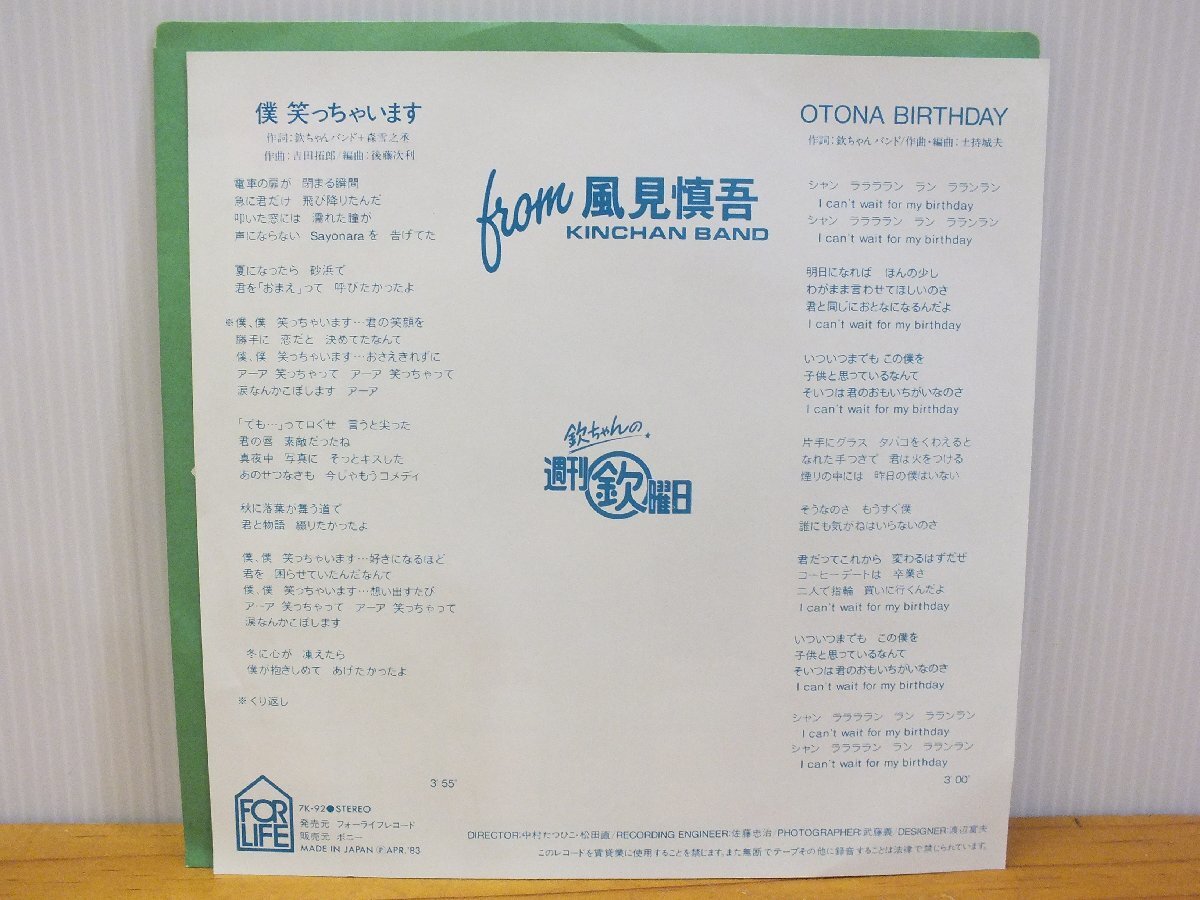 僕 笑っちゃいます
作詞：欽ちゃんバンド＋森雪之丞
作曲：吉田拓郎/編曲：後藤次利
電車の扉が 閉まる瞬間
急に君だけ 飛び降りたんだ
叩いた窓には 濡れた瞳が
声にならない Sayonaraを 告げてた
夏になったら 砂浜で
君を「おまえ」って 呼びたかったよ
※僕、僕 笑っちゃいます…君の笑顔を
勝手に 恋だと 決めてたなんて
僕、僕 笑っちゃいます…おさえきれずに
アーア 笑っちゃって アーア 笑っちゃって
涙なんかこぼします アーア
「でも…」って口ぐせ 言うと尖った
君の唇 素敵だったね
真夜中 写真に そっとキスした
あのせつなさも 今じゃもうコメディ
秋に落葉が舞う道で
君と物語 綴りたかったよ
僕、僕 笑っちゃいます…好きになるほど
君を 困らせていたんだなんて
僕、僕 笑っちゃいます…想い出すたび
アーア 笑っちゃって アーア 笑っちゃって
涙なんかこぼします
冬に心が 凍えたら
僕が抱きしめて あげたかったよ
※くり返し
3′55″
from 風見慎吾
KINCHAN BAND
欽ちゃんの
週刊欽曜日
OTONA BIRTHDAY
作詞：欽ちゃんバンド/作曲・編曲：土持城夫
シャン ララララン ラン ラランラン
I can't wait for my birthday
シャン ララララン ラン ラランラン
I can't wait for my birthday
明日になれば ほんの少し
わがまま言わせてほしいのさ
君と同じにおとなになるんだよ
I can't wait for my birthday
いついつまでも この僕を
子供と思っているなんて
そいつは君のおもいちがいなのさ
I can't wait for my birthday
片手にグラス タバコをくわえると
なれた手つきで 君は火をつける
煙りの中には 昨日の僕はいない
そうなのさ もうすぐ僕
誰にも気がねはいらないのさ
君だってこれから 変わるはずだぜ
コーヒーデートは 卒業さ
二人で指輪 買いに行くんだよ
I can't wait for my birthday
いついつまでも この僕を
子供と思っているなんて
そいつは君のおもいちがいなのさ
I can't wait for my birthday
シャン ララララン ラン ラランラン
I can't wait for my birthday
シャン ララララン ラン ラランラン
I can't wait for my birthday
3′00″
FOR
LIFE
7K-92●STEREO
発売元 フォーライフレコード
販売元 ポニー
MADE IN JAPAN Ⓟ APR.'83
DIRECTOR：中村たつひこ・松田直/RECORDING ENGINEER：佐藤忠治/PHOTOGRAPHER：武藤義/DESIGNER：渡辺富夫
このレコードを賃貸業に使用することを禁じます。また無断でテープその他に録音することは法律で禁じられています。